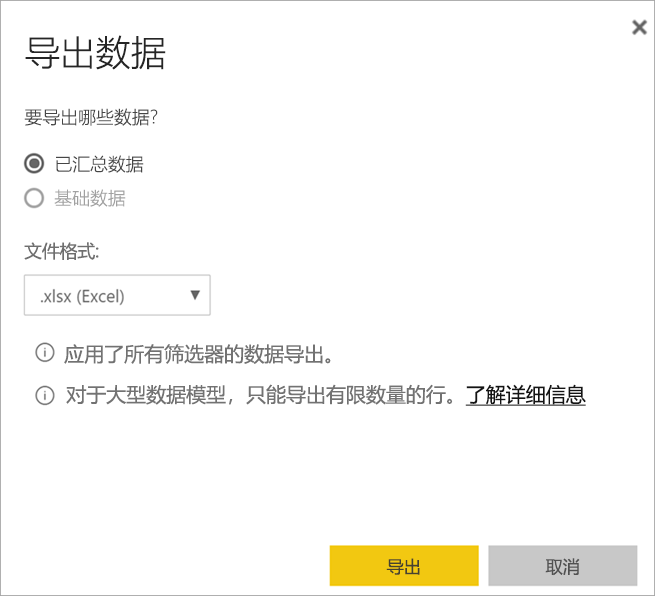 导出数据
要导出哪些数据?
已汇总数据
基础数据
文件格式:
.xlsx (Excel)
应用了所有筛选器的数据导出。
对于大型数据模型，只能导出有限数量的行。了解详细信息
导出
取消